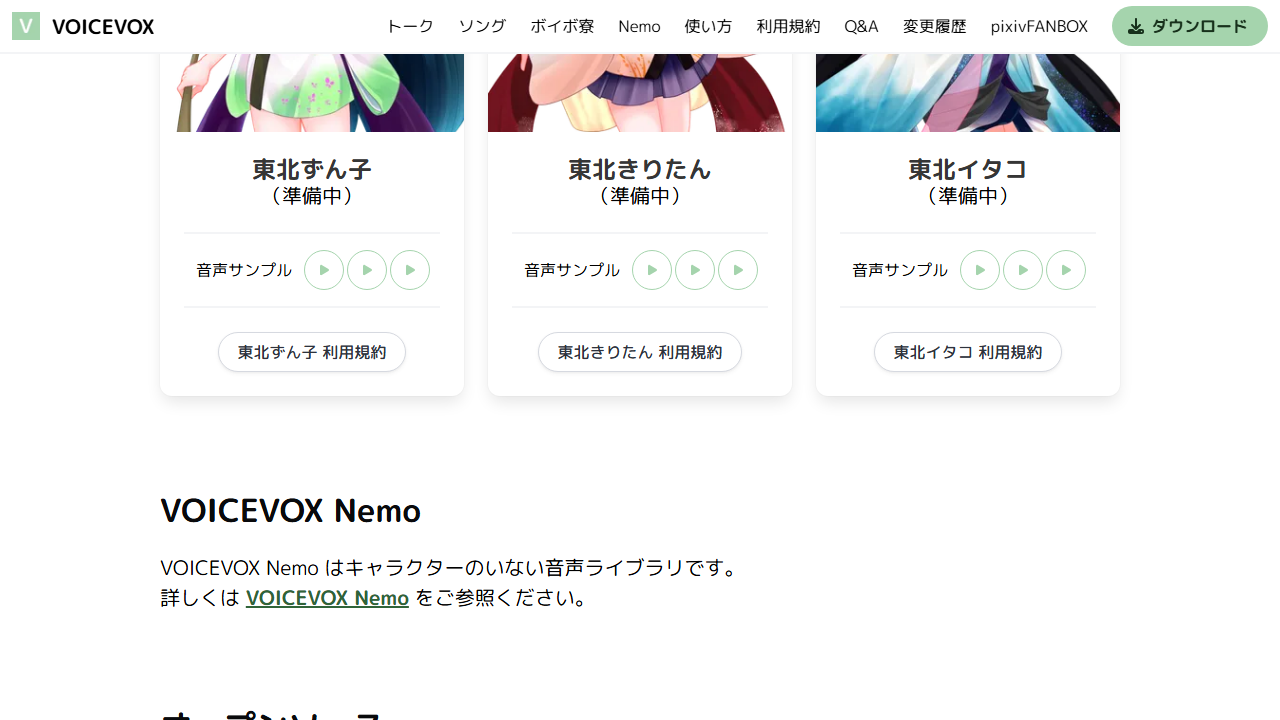 V VOICEVOX トーク ソング ボイボ寮 Nemo 使い方 利用規約 Q&A 変更履歴 pixivFANBOX ダウンロード
東北ずん子
（準備中）
音声サンプル
東北ずん子 利用規約
東北きりたん
（準備中）
音声サンプル
東北きりたん 利用規約
東北イタコ
（準備中）
音声サンプル
東北イタコ 利用規約
VOICEVOX Nemo
VOICEVOX Nemo はキャラクターのいない音声ライブラリです。
詳しくは VOICEVOX Nemo をご参照ください。